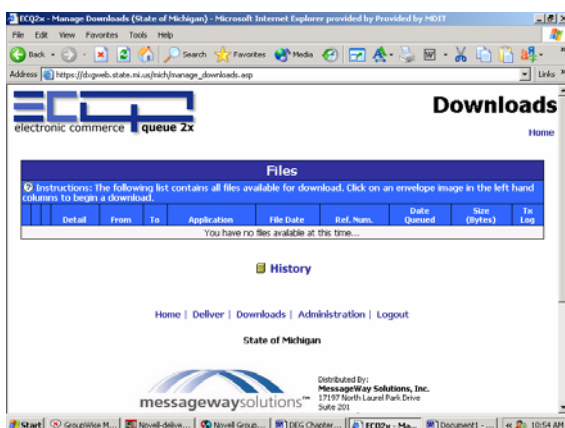 ECQ2x - Manage Downloads (State of Michigan) - Microsoft Internet Explorer provided by Provided by MDIT
File Edit View Favorites Tools Help
Back Search Favorites Media
Address https://dxgweb.state.mi.us/mich/manage_downloads.asp Links
ECQ
electronic commerce queue 2x
Downloads
Home
Files
Instructions: The following list contains all files available for download. Click on an envelope image in the left hand
columns to begin a download.
Detail From To Application File Date Ref. Num. Date Queued Size (Bytes) Tx Log
You have no files available at this time...
History
Home | Deliver | Downloads | Administration | Logout
State of Michigan
messagewaysolutions™
Distributed By:
MessageWay Solutions, Inc.
17197 North Laurel Park Drive
Suite 201
Start GroupWise M... Novell-delive... Novell Group... DEG Chapter... ECQ2x - Ma... Document1 - ... 10:54 AM